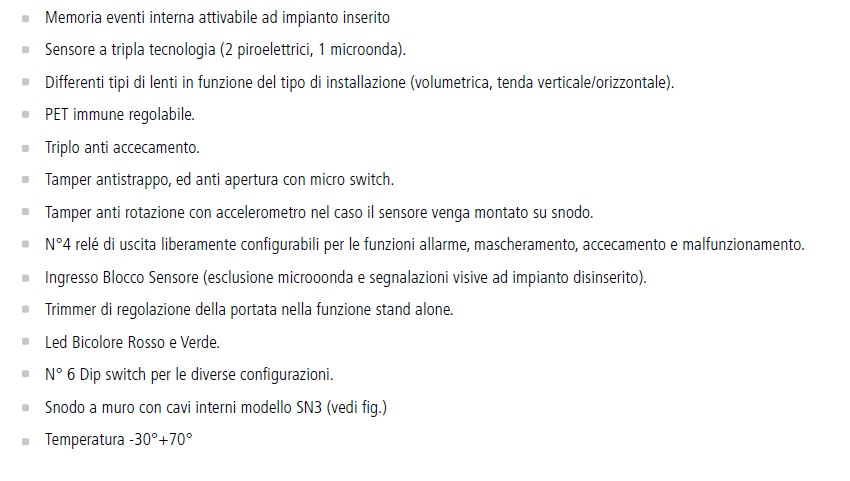 Memoria eventi interna attivabile ad impianto inserito
Sensore a tripla tecnologia (2 piroelettrici, 1 microonda).
Differenti tipi di lenti in funzione del tipo di installazione (volumetrica, tenda verticale/orizzontale).
PET immune regolabile.
Triplo anti accecamento.
Tamper antistrappo, ed anti apertura con micro switch.
Tamper anti rotazione con accelerometro nel caso il sensore venga montato su snodo.
N°4 relé di uscita liberamente configurabili per le funzioni allarme, mascheramento, accecamento e malfunzionamento.
Ingresso Blocco Sensore (esclusione microoonda e segnalazioni visive ad impianto disinserito).
Trimmer di regolazione della portata nella funzione stand alone.
Led Bicolore Rosso e Verde.
N° 6 Dip switch per le diverse configurazioni.
Snodo a muro con cavi interni modello SN3 (vedi fig.)
Temperatura -30°+70°